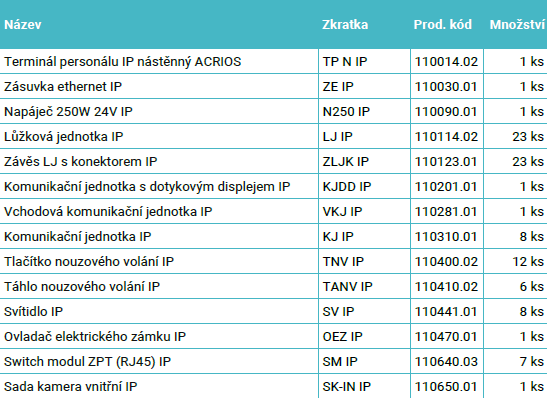 Název Zkratka Prod. kód Množství
Terminál personálu IP nástěnný ACRIOS TP N IP 110014.02 1 ks
Zásuvka ethernet IP ZE IP 110030.01 1 ks
Napáječ 250W 24V IP N250 IP 110090.01 1 ks
Lůžková jednotka IP LJ IP 110114.02 23 ks
Závěs LJ s konektorem IP ZLJK IP 110123.01 23 ks
Komunikační jednotka s dotykovým displejem IP KJDD IP 110201.01 1 ks
Vchodová komunikační jednotka IP VKJ IP 110281.01 1 ks
Komunikační jednotka IP KJ IP 110310.01 8 ks
Tlačítko nouzového volání IP TNV IP 110400.02 12 ks
Táhlo nouzového volání IP TANV IP 110410.02 6 ks
Svítidlo IP SV IP 110441.01 8 ks
Ovladač elektrického zámku IP OEZ IP 110470.01 1 ks
Switch modul ZPT (RJ45) IP SM IP 110640.03 7 ks
Sada kamera vnitřní IP SK-IN IP 110650.01 1 ks